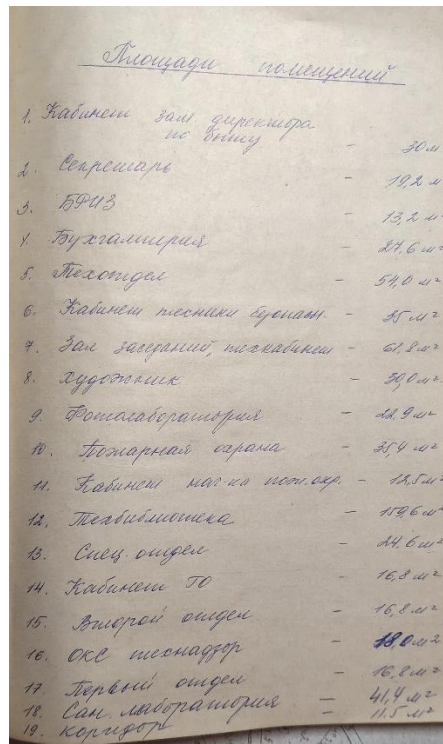 Площади помещений
1. Кабинет зам. директора
по быту - 30 м
2. Секретарь - 19,2 м
3. БРИЗ - 13,2 м²
4. Бухгалтерия - 27,6 м²
5. Техотдел - 54,0 м²
6. Кабинет техники безопасн. - 35 м²
7. Зал заседаний, техкабинет - 61,8 м²
8. Художник - 30,0 м²
9. Фотолаборатория - 22,9 м²
10. Пожарная охрана - 35,4 м²
11. Кабинет нач-ка пож. охр. - 12,5 м²
12. Техбиблиотека - 159,6 м²
13. Спец. отдел - 24,6 м²
14. Кабинет ГО - 16,8 м²
15. Второй отдел - 16,8 м²
16. ОКС технадзор - 18,0 м²
17. Первый отдел - 16,8 м²
18. Сан. лаборатория - 41,4 м²
19. Коридор - 11,5 м²